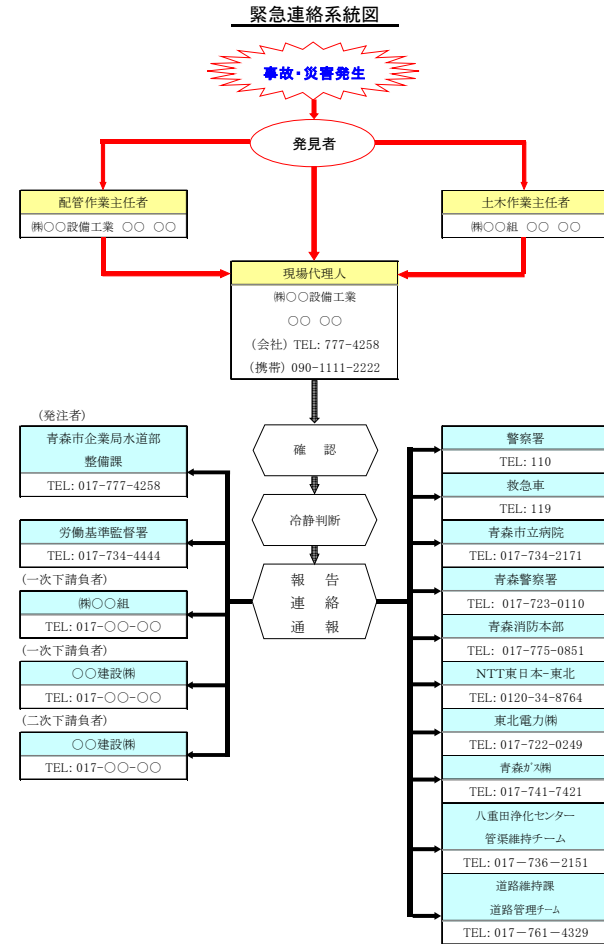 緊急連絡系統図
事故・災害発生
発見者
配管作業主任者
㈱○○設備工業 ○○ ○○
土木作業主任者
㈱○○組 ○○ ○○
現場代理人
㈱○○設備工業
○○ ○○
(会社) TEL: 777-4258
(携帯) 090-1111-2222
確 認
冷静判断
報 告
連 絡
通 報
(発注者)
青森市企業局水道部
整備課
TEL: 017-777-4258
労働基準監督署
TEL: 017-734-4444
(一次下請負者)
㈱○○組
TEL: 017-○○-○○
(一次下請負者)
○○建設㈱
TEL: 017-○○-○○
(二次下請負者)
○○建設㈱
TEL: 017-○○-○○
警察署
TEL: 110
救急車
TEL: 119
青森市立病院
TEL: 017-734-2171
青森警察署
TEL: 017-723-0110
青森消防本部
TEL: 017-775-0851
NTT東日本-東北
TEL: 0120-34-8764
東北電力㈱
TEL: 017-722-0249
青森ｶﾞｽ㈱
TEL: 017-741-7421
八重田浄化センター
管渠維持チーム
TEL: 017－736－2151
道路維持課
道路管理ﾁｰﾑ
TEL: 017－761－4329